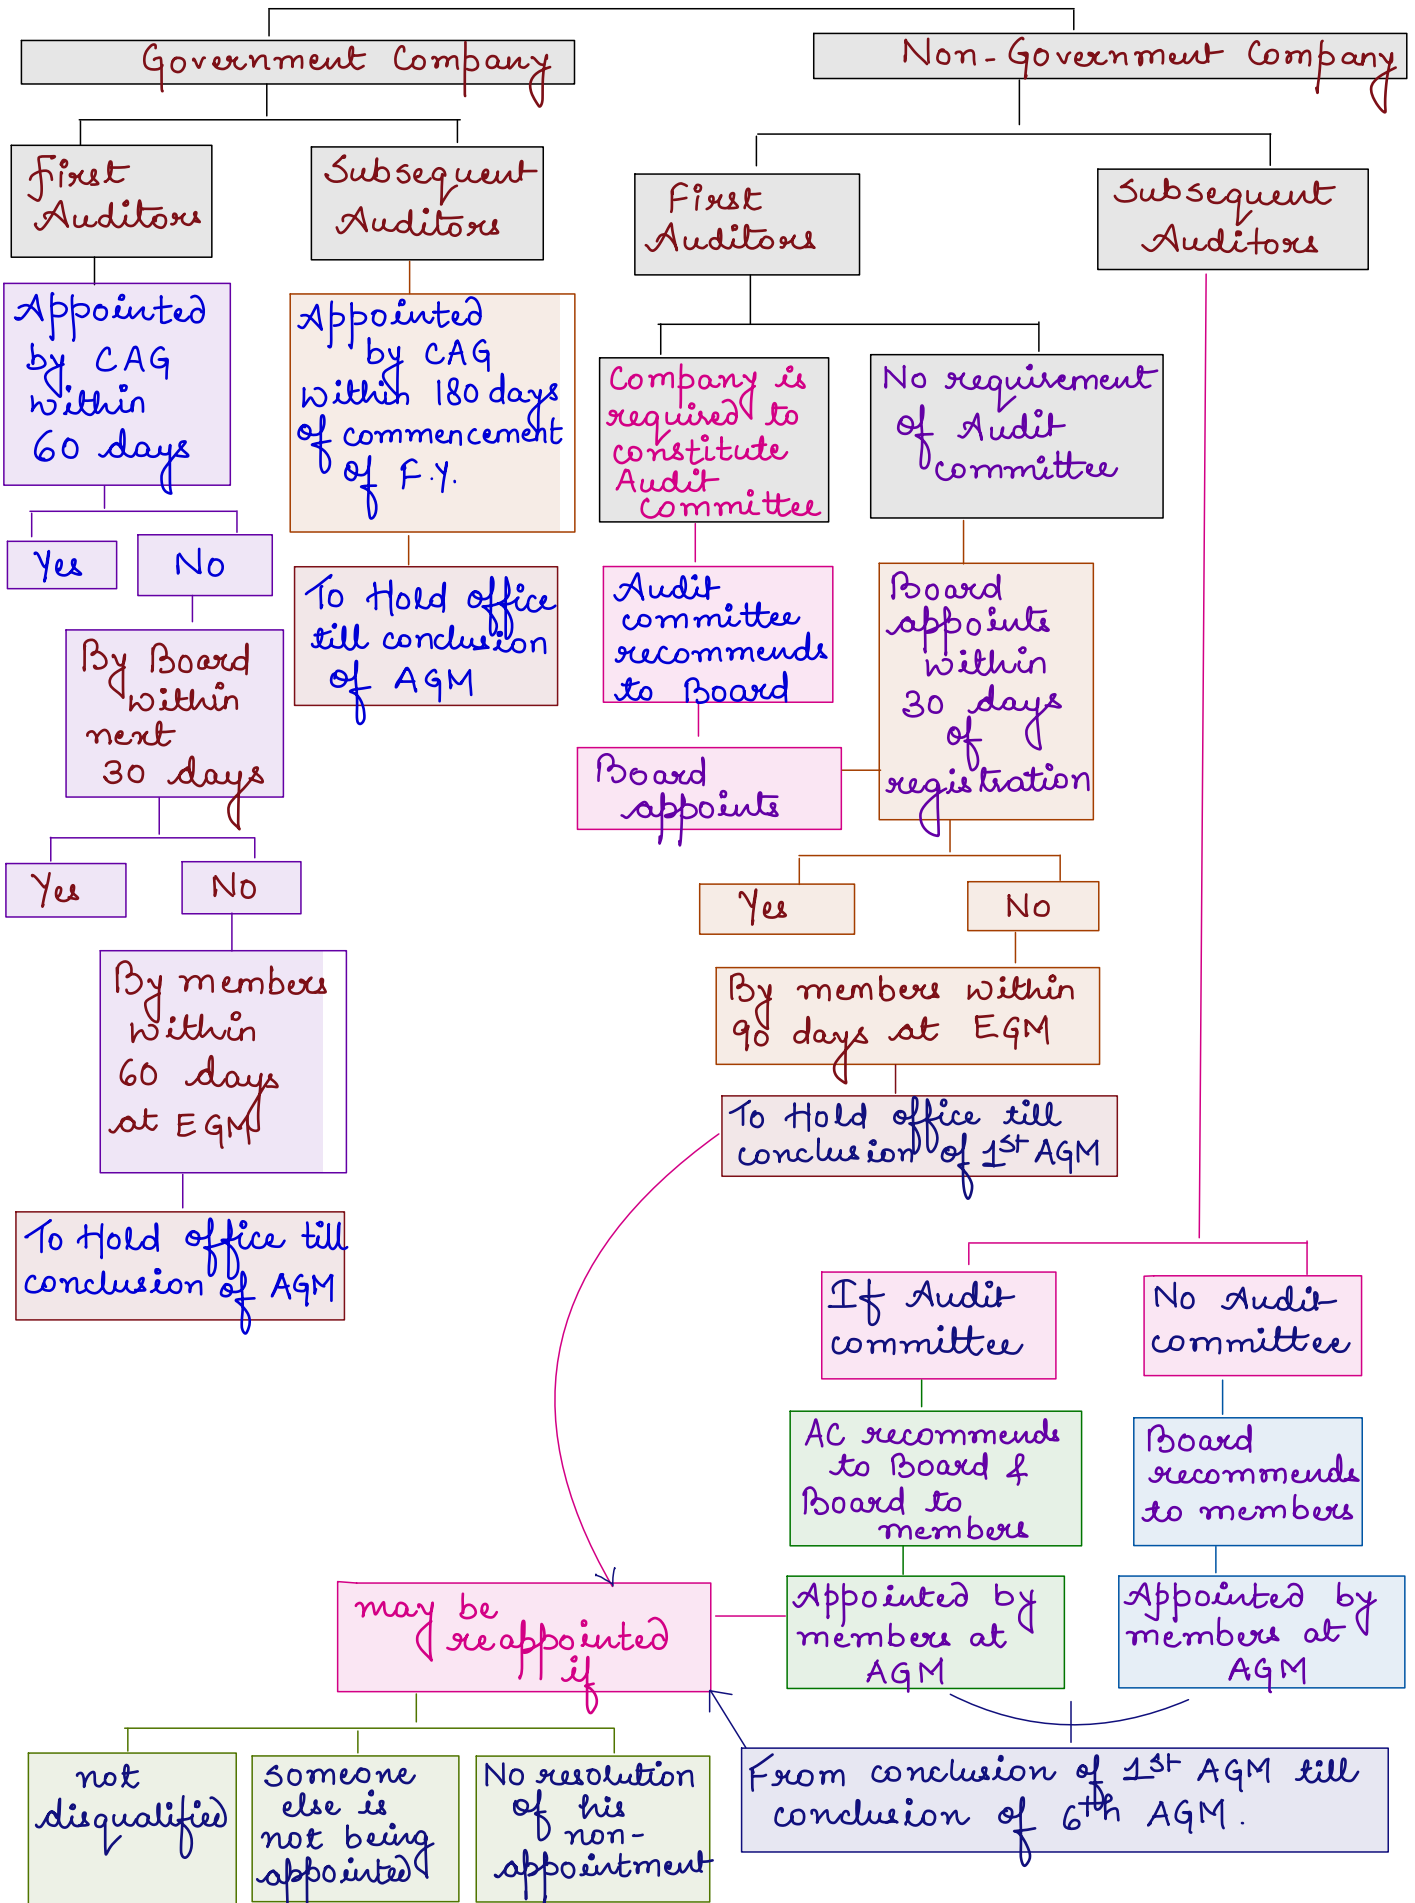 Government Company
Non-Government Company
First
Auditors
Subsequent
Auditors
First
Auditors
Subsequent
Auditors
Appointed
by CAG
within
60 days
Appointed
by CAG
within 180 days
of commencement
of F.Y.
Company is
required to
constitute
Audit
committee
No requirement
of Audit
committee
Yes
No
To Hold office
till conclusion
of AGM
Audit
committee
recommends
to Board
Board
appoints
within
30 days
of
registration
By Board
within
next
30 days
Board
appoints
Yes
No
Yes
No
By members
within
60 days
at EGM
By members within
90 days at EGM
To Hold office till
conclusion of 1st AGM
To Hold office till
conclusion of AGM
If Audit
committee
No Audit
committee
AC recommends
to Board &
Board to
members
Board
recommends
to members
may be
reappointed
if
Appointed by
members at
AGM
Appointed by
members at
AGM
not
disqualified
someone
else is
not being
appointed
No resolution
of his
non-
appointment
From conclusion of 1st AGM till
conclusion of 6th AGM.